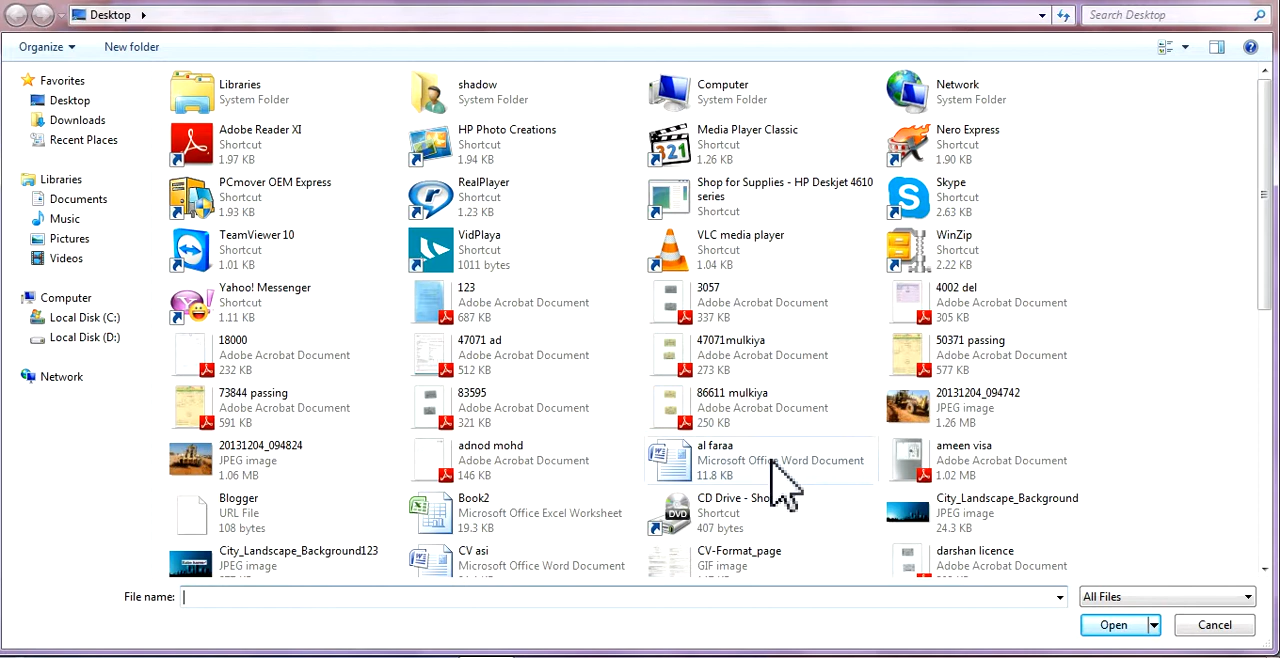 Desktop
Search Desktop
Organize
New folder
Favorites
Desktop
Downloads
Recent Places
Libraries
Documents
Music
Pictures
Videos
Computer
Local Disk (C:)
Local Disk (D:)
Network
Libraries
System Folder
shadow
System Folder
Computer
System Folder
Network
System Folder
Adobe Reader XI
Shortcut
1.97 KB
HP Photo Creations
Shortcut
1.94 KB
Media Player Classic
Shortcut
1.26 KB
Nero Express
Shortcut
1.90 KB
PCmover OEM Express
Shortcut
1.93 KB
RealPlayer
Shortcut
1.23 KB
Shop for Supplies - HP Deskjet 4610
series
Shortcut
Skype
Shortcut
2.63 KB
TeamViewer 10
Shortcut
1.01 KB
VidPlaya
Shortcut
1011 bytes
VLC media player
Shortcut
1.04 KB
WinZip
Shortcut
2.22 KB
Yahoo! Messenger
Shortcut
1.11 KB
123
Adobe Acrobat Document
687 KB
3057
Adobe Acrobat Document
337 KB
4002 del
Adobe Acrobat Document
305 KB
18000
Adobe Acrobat Document
232 KB
47071 ad
Adobe Acrobat Document
512 KB
47071mulkiya
Adobe Acrobat Document
273 KB
50371 passing
Adobe Acrobat Document
577 KB
73844 passing
Adobe Acrobat Document
591 KB
83595
Adobe Acrobat Document
321 KB
86611 mulkiya
Adobe Acrobat Document
250 KB
20131204_094742
JPEG image
1.26 MB
20131204_094824
JPEG image
1.06 MB
adnod mohd
Adobe Acrobat Document
146 KB
al faraa
Microsoft Office Word Document
11.8 KB
ameen visa
Adobe Acrobat Document
1.02 MB
Blogger
URL File
108 bytes
Book2
Microsoft Office Excel Worksheet
19.3 KB
CD Drive - Sho
Shortcut
407 bytes
City_Landscape_Background
JPEG image
24.3 KB
City_Landscape_Background123
JPEG image
CV asi
Microsoft Office Word Document
CV-Format_page
GIF image
darshan licence
Adobe Acrobat Document
File name:
All Files
Open
Cancel